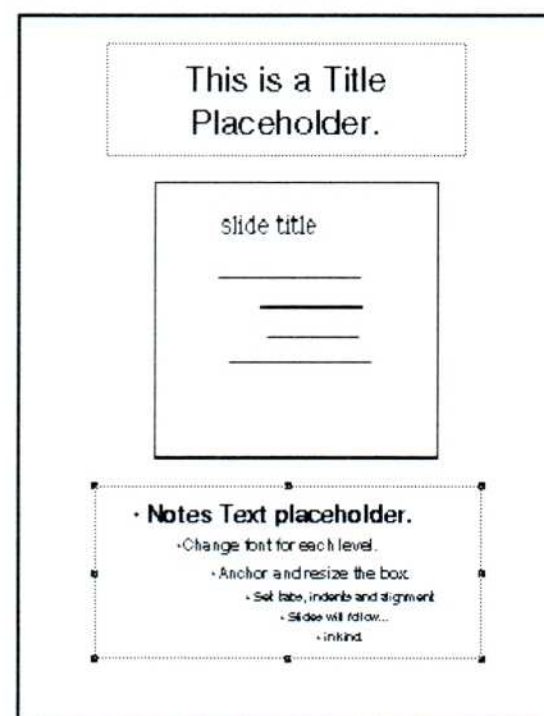 This is a Title
Placeholder.
slide title
• Notes Text placeholder.
•Change font for each level.
•Anchor and resize the box.
•Set tabs, indents and alignment
•Slides will follow...
•in kind.